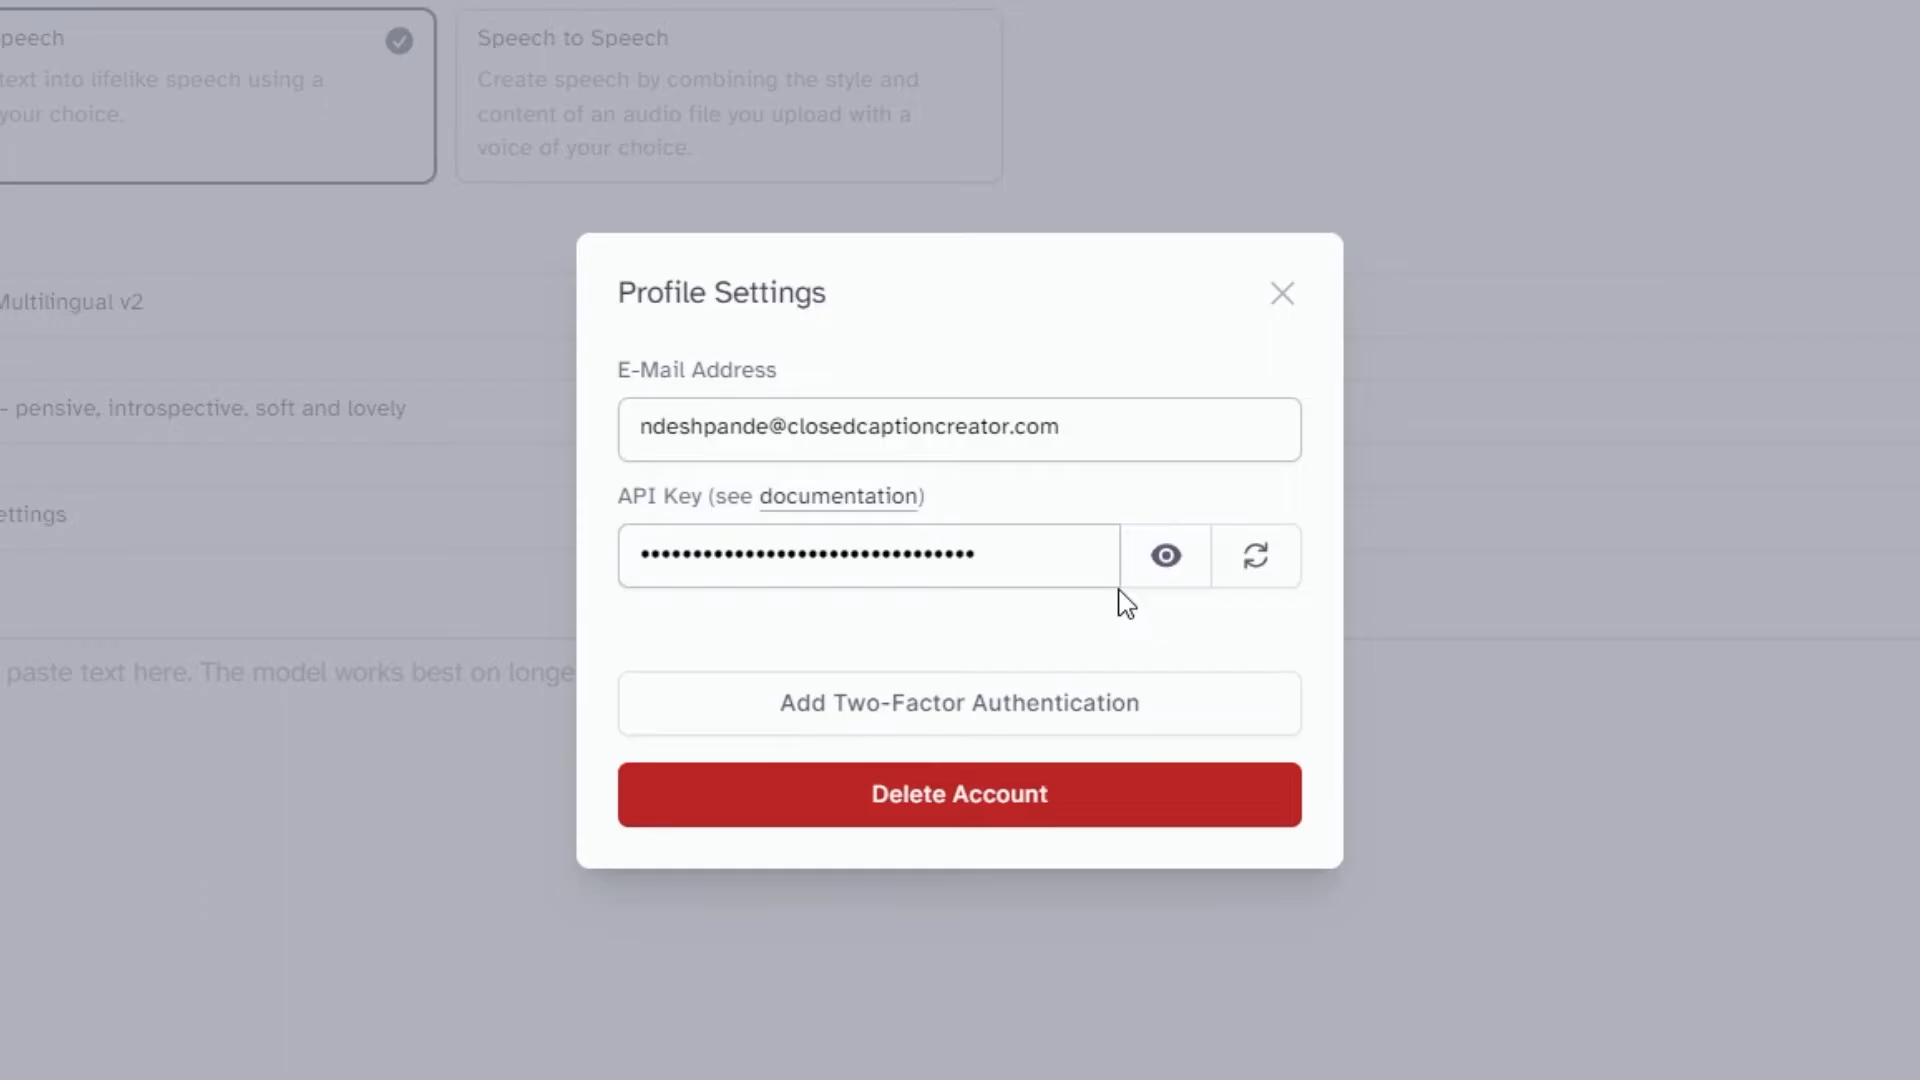 peech
text into lifelike speech using a
your choice.
Speech to Speech
Create speech by combining the style and
content of an audio file you upload with a
voice of your choice.
Multilingual v2
- pensive, introspective, soft and lovely
ettings
paste text here. The model works best on longe
Profile Settings
E-Mail Address
ndeshpande@closedcaptioncreator.com
API Key (see documentation)
••••••••••••••••••••••••••••••••
Add Two-Factor Authentication
Delete Account